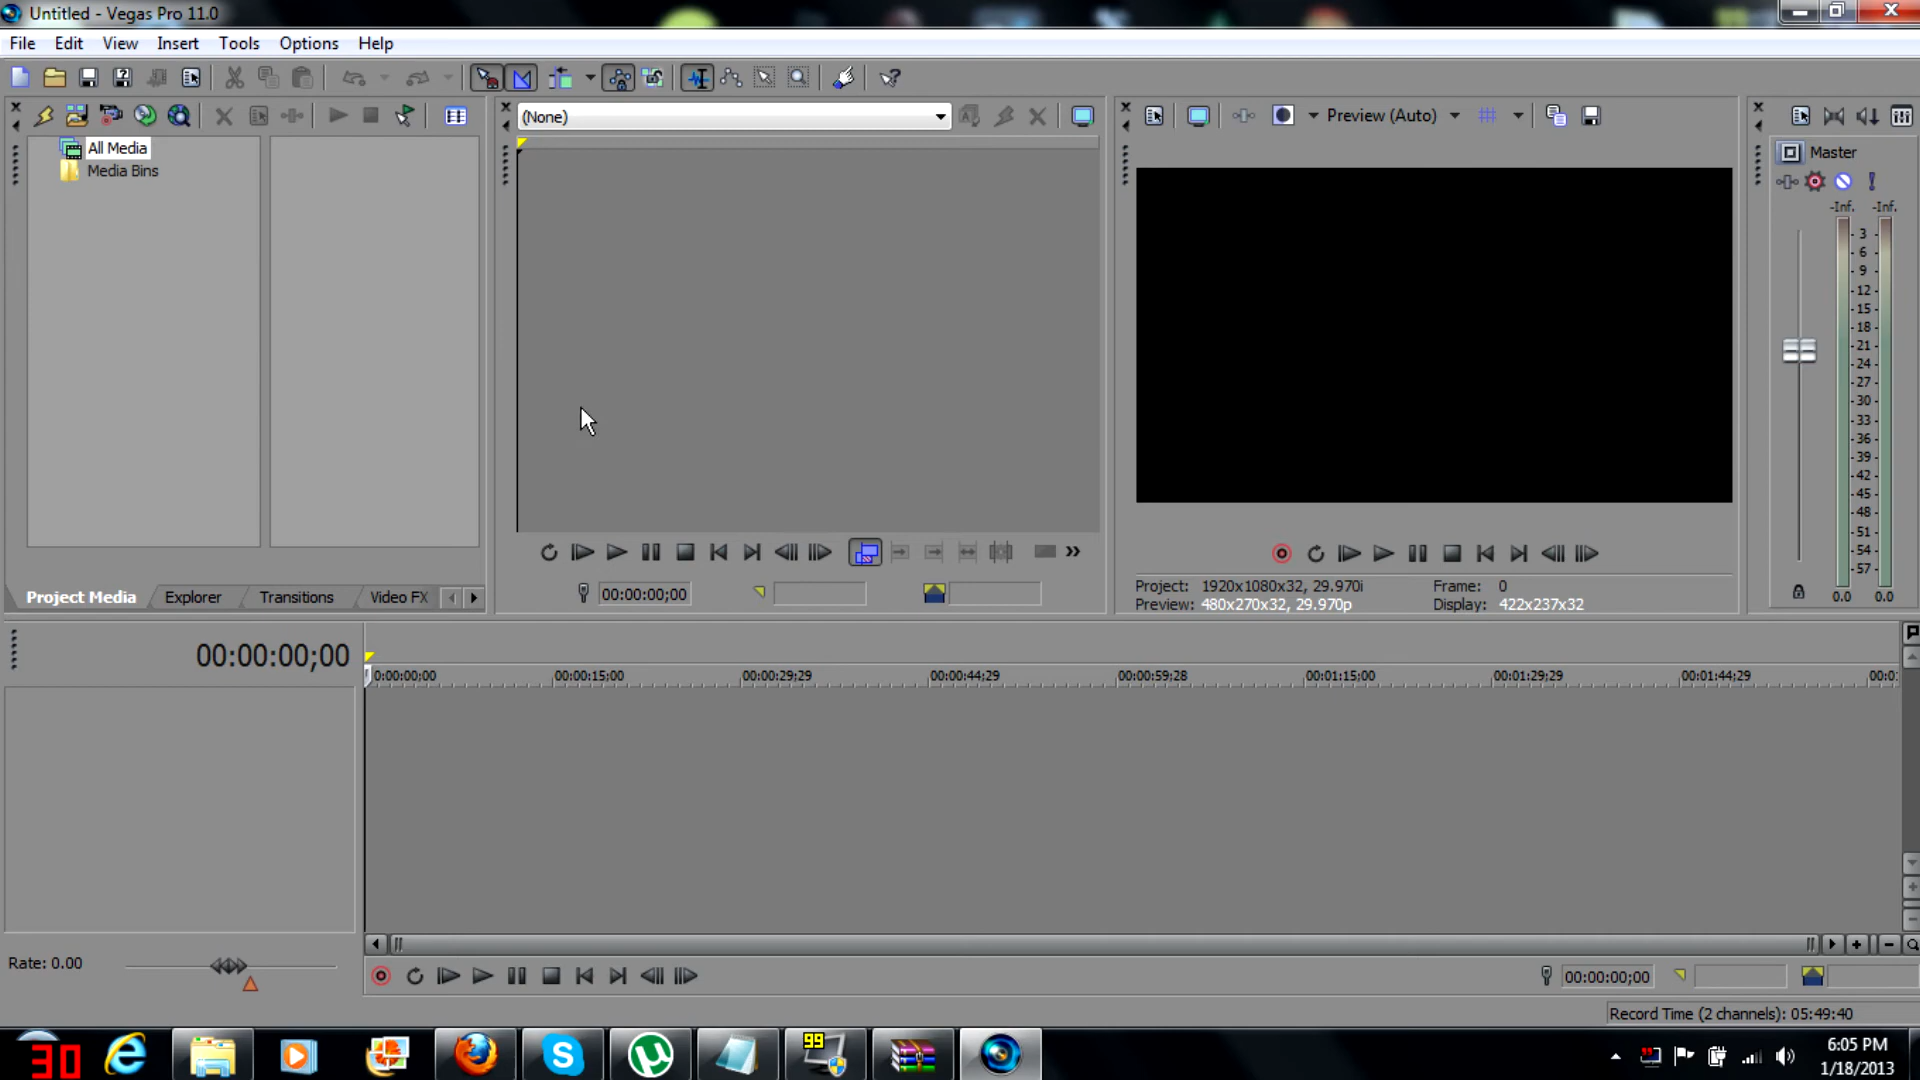 Untitled - Vegas Pro 11.0
File Edit View Insert Tools Options Help
(None)
Preview (Auto)
All Media
Media Bins
Master
-Inf. -Inf.
3
6
9
12
15
18
21
24
27
30
33
36
39
42
45
48
51
54
57
0.0 0.0
Project Media Explorer Transitions Video FX
00:00:00;00
Project: 1920x1080x32, 29.970i Frame: 0
Preview: 480x270x32, 29.970p Display: 422x237x32
00:00:00;00
0:00:00;00 00:00:15;00 00:00:29;29 00:00:44;29 00:00:59;28 00:01:15;00 00:01:29;29 00:01:44;29 00:0
Rate: 0.00
00:00:00;00
Record Time (2 channels): 05:49:40
30
99
6:05 PM
1/18/2013